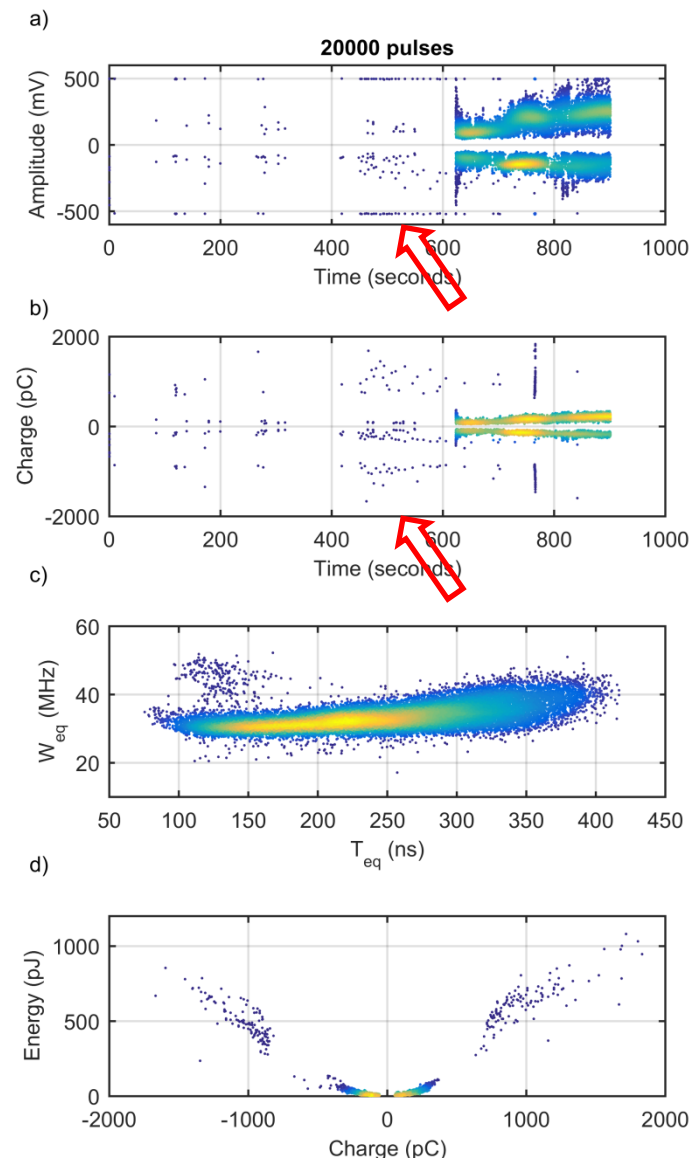 a)
20000 pulses
500
0
-500
Amplitude (mV)
0 200 400 600 800 1000
Time (seconds)
b)
2000
0
-2000
Charge (pC)
0 200 400 600 800 1000
Time (seconds)
c)
60
40
20
W_eq (MHz)
50 100 150 200 250 300 350 400 450
T_eq (ns)
d)
1000
500
0
Energy (pJ)
-2000 -1000 0 1000 2000
Charge (pC)